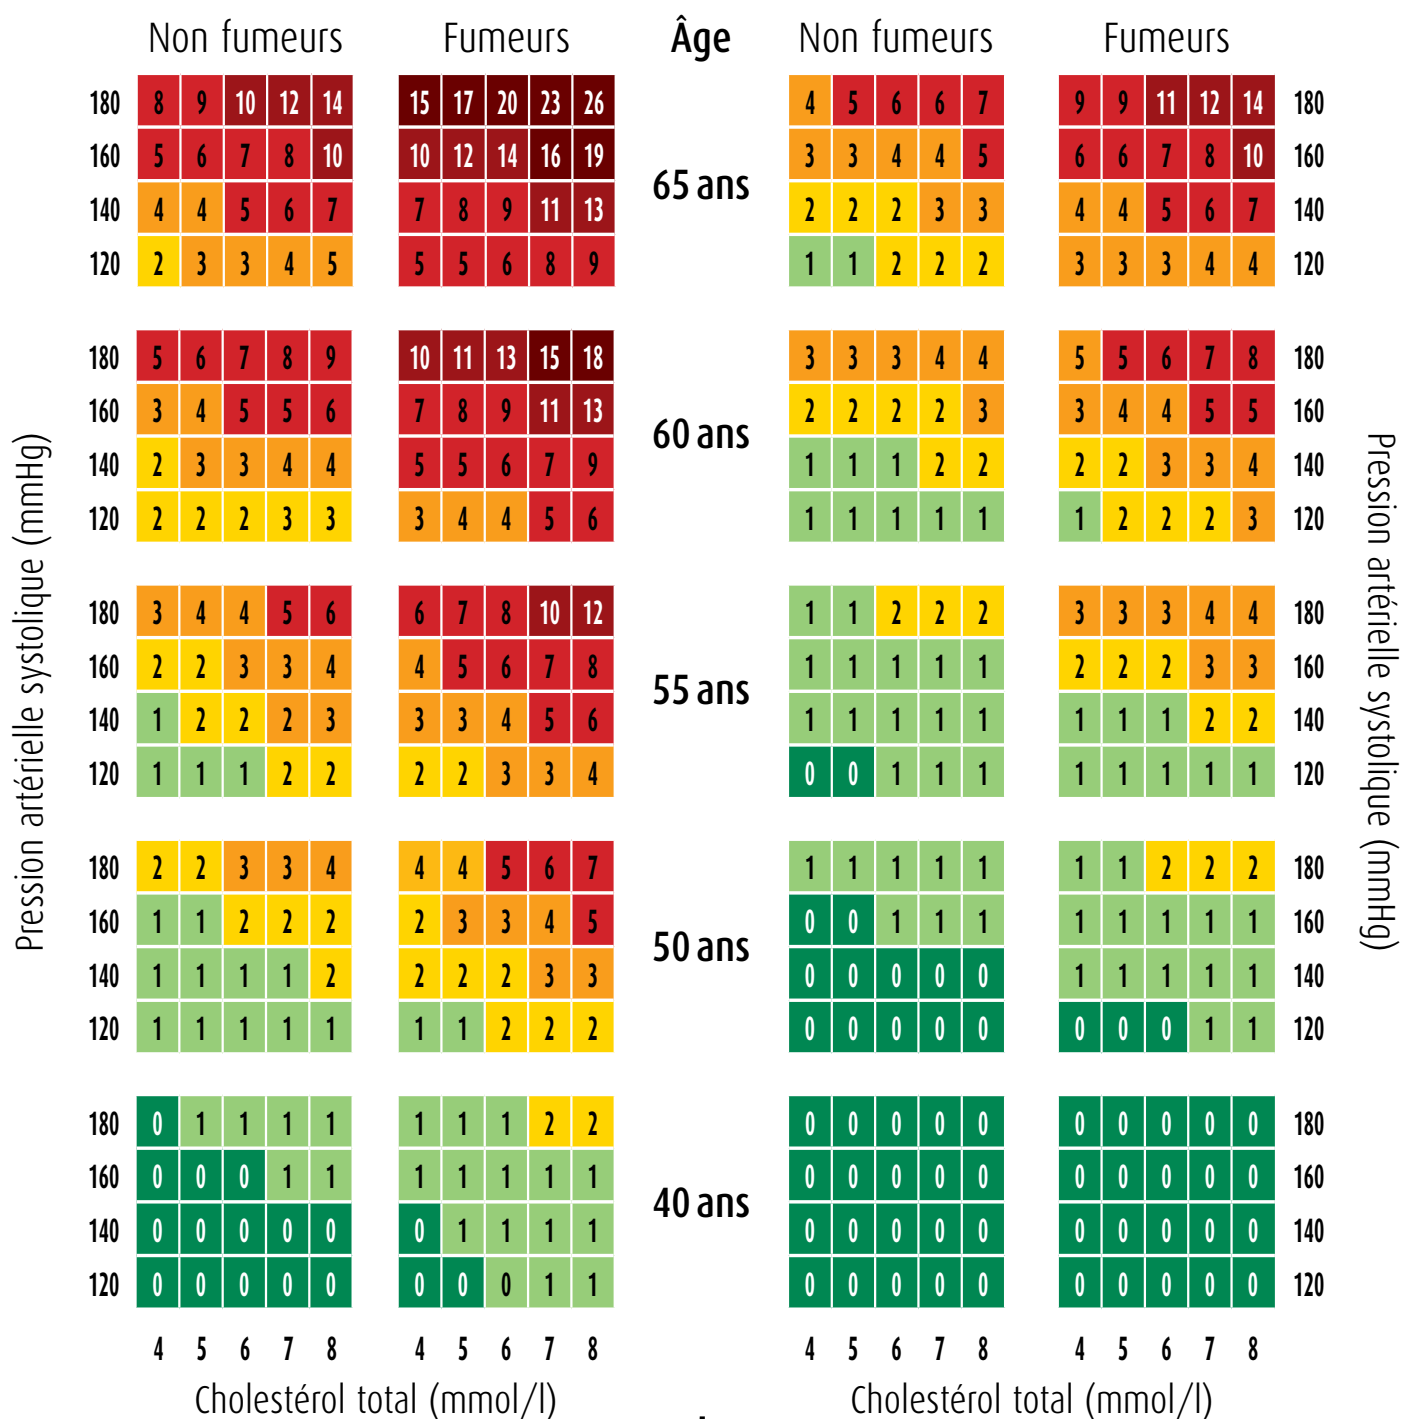 Non fumeurs Fumeurs Âge Non fumeurs Fumeurs
180 8 9 10 12 14 15 17 20 23 26 4 5 6 6 7 9 9 11 12 14 180
160 5 6 7 8 10 10 12 14 16 19 3 3 4 4 5 6 6 7 8 10 160
65 ans
140 4 4 5 6 7 7 8 9 11 13 2 2 2 3 3 4 4 5 6 7 140
120 2 3 3 4 5 5 5 6 8 9 1 1 2 2 2 3 3 3 4 4 120
180 5 6 7 8 9 10 11 13 15 18 3 3 3 4 4 5 5 6 7 8 180
160 3 4 5 5 6 7 8 9 11 13 2 2 2 2 3 3 4 4 5 5 160
60 ans
140 2 3 3 4 4 5 5 6 7 9 1 1 1 2 2 2 2 3 3 4 140
120 2 2 2 3 3 3 4 4 5 6 1 1 1 1 1 1 2 2 2 3 120
180 3 4 4 5 6 6 7 8 10 12 1 1 2 2 2 3 3 3 4 4 180
160 2 2 3 3 4 4 5 6 7 8 1 1 1 1 1 2 2 2 3 3 160
55 ans
140 1 2 2 2 3 3 3 4 5 6 1 1 1 1 1 1 1 1 2 2 140
120 1 1 1 2 2 2 2 3 3 4 0 0 1 1 1 1 1 1 1 1 120
180 2 2 3 3 4 4 4 5 6 7 1 1 1 1 1 1 1 2 2 2 180
160 1 1 2 2 2 2 3 3 4 5 0 0 1 1 1 1 1 1 1 1 160
50 ans
140 1 1 1 1 2 2 2 2 3 3 0 0 0 0 0 1 1 1 1 1 140
120 1 1 1 1 1 1 1 2 2 2 0 0 0 0 0 0 0 0 1 1 120
180 0 1 1 1 1 1 1 1 2 2 0 0 0 0 0 0 0 0 0 0 180
160 0 0 0 1 1 1 1 1 1 1 0 0 0 0 0 0 0 0 0 0 160
40 ans
140 0 0 0 0 0 0 1 1 1 1 0 0 0 0 0 0 0 0 0 0 140
120 0 0 0 0 0 0 0 0 1 1 0 0 0 0 0 0 0 0 0 0 120
4 5 6 7 8 4 5 6 7 8 4 5 6 7 8 4 5 6 7 8
Cholestérol total (mmol/l) Cholestérol total (mmol/l)
Pression artérielle systolique (mmHg)
Pression artérielle systolique (mmHg)